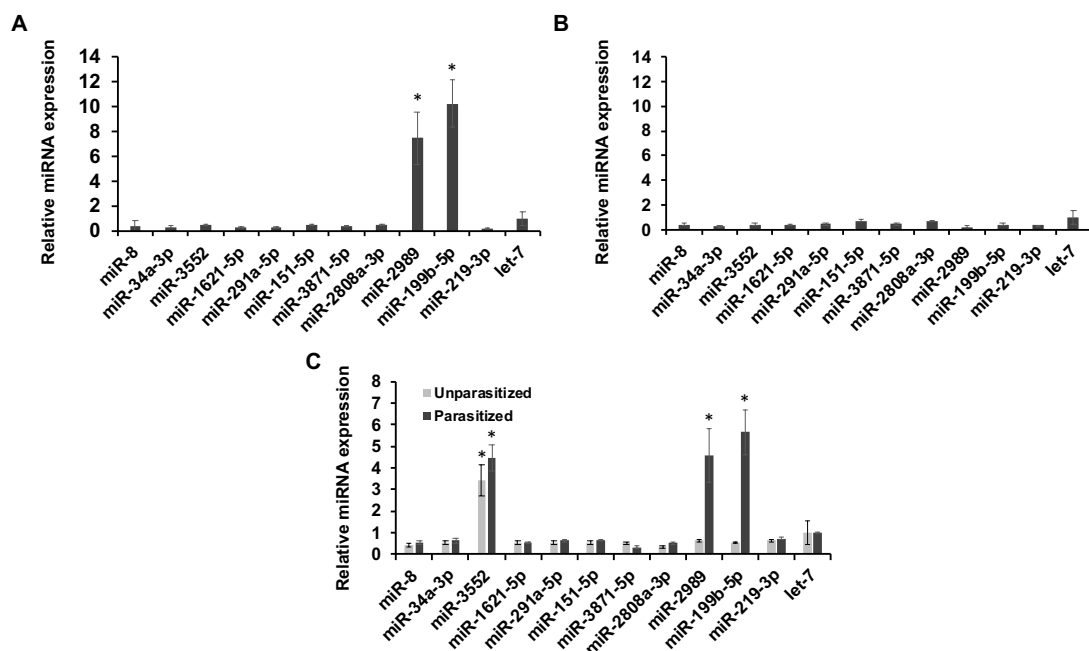 A
Relative miRNA expression
14
12
10
8
6
4
2
0
*
*
miR-8
miR-34a-3p
miR-3552
miR-1621-5p
miR-291a-5p
miR-151-5p
miR-3871-5p
miR-2808a-3p
miR-2989
miR-199b-5p
miR-219-3p
let-7
B
Relative miRNA expression
14
12
10
8
6
4
2
0
miR-8
miR-34a-3p
miR-3552
miR-1621-5p
miR-291a-5p
miR-151-5p
miR-3871-5p
miR-2808a-3p
miR-2989
miR-199b-5p
miR-219-3p
let-7
C
Relative miRNA expression
8
7
6
5
4
3
2
1
0
Unparasitized
Parasitized
*
*
*
*
miR-8
miR-34a-3p
miR-3552
miR-1621-5p
miR-291a-5p
miR-151-5p
miR-3871-5p
miR-2808a-3p
miR-2989
miR-199b-5p
miR-219-3p
let-7